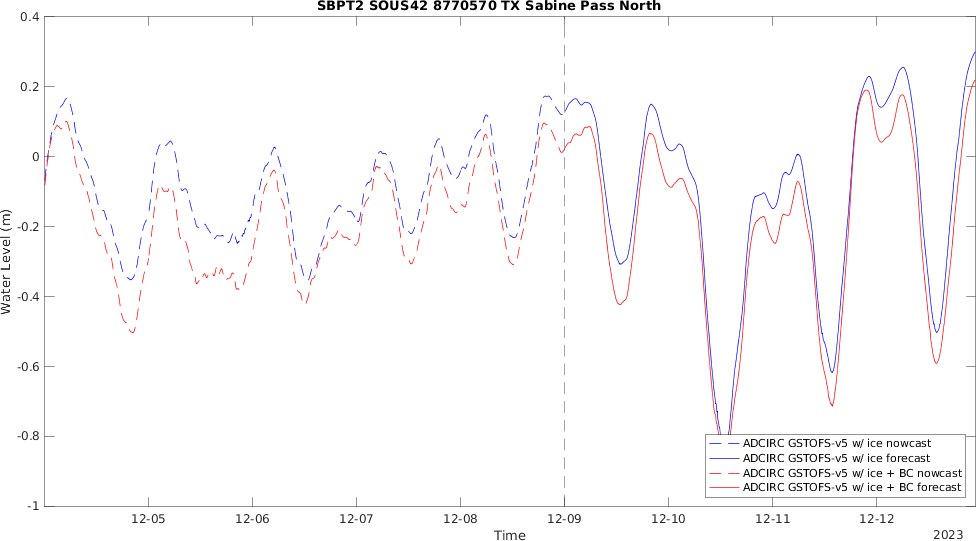 SBPT2 SOUS42 8770570 TX Sabine Pass North
0.4
0.2
0
-0.2
-0.4
-0.6
-0.8
-1
Water Level (m)
ADCIRC GSTOFS-v5 w/ ice nowcast
ADCIRC GSTOFS-v5 w/ ice forecast
ADCIRC GSTOFS-v5 w/ ice + BC nowcast
ADCIRC GSTOFS-v5 w/ ice + BC forecast
12-05 12-06 12-07 12-08 12-09 12-10 12-11 12-12
Time
2023